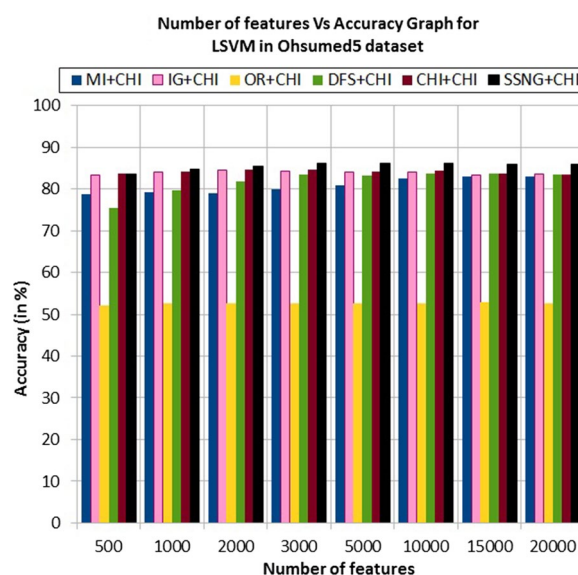 Number of features Vs Accuracy Graph for
LSVM in Ohsumed5 dataset
MI+CHI IG+CHI OR+CHI DFS+CHI CHI+CHI SSNG+CHI
100
90
80
70
60
50
40
30
20
10
0
Accuracy (in %)
500 1000 2000 3000 5000 10000 15000 20000
Number of features